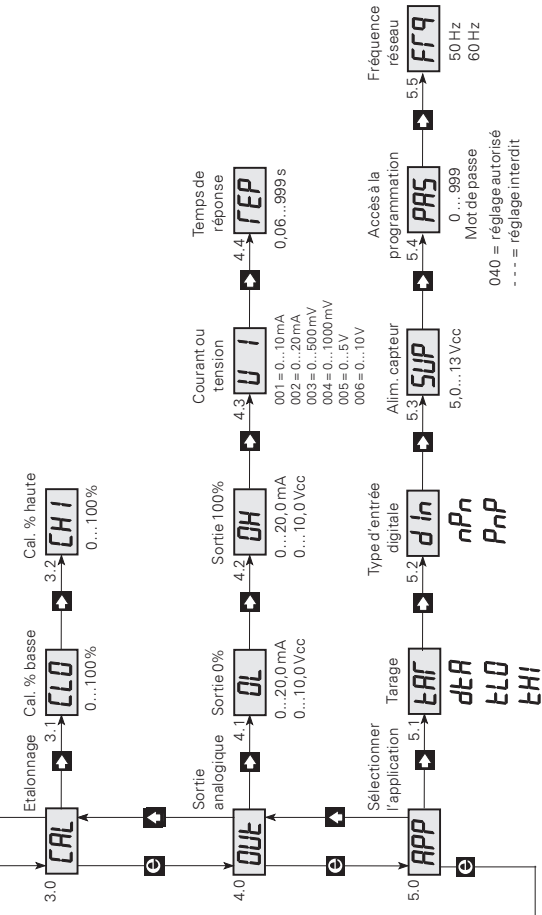 Etalonnage
3.0
CAL
Cal. % basse
3.1
CLO
0...100%
Cal. % haute
3.2
CHI
0...100%
Sortie
analogique
4.0
OUt
e
Sortie 0%
4.1
OL
0...20,0 mA
0...10,0 Vcc
Sortie 100%
4.2
OH
0...20,0 mA
0...10,0 Vcc
Courant ou
tension
4.3
U I
001 = 0...10 mA
002 = 0...20 mA
003 = 0...500 mV
004 = 0...1000 mV
005 = 0...5 V
006 = 0...10 V
Temps de
réponse
4.4
rEP
0,06...999 s
e
Sélectionner
l'application
5.0
APP
e
Tarage
5.1
tAr
dtA
tLO
tHI
Type d'entrée
digitale
5.2
dIn
nPn
PnP
Alim. capteur
5.3
SUP
5,0...13 Vcc
Accès à la
programmation
5.4
PAS
0 ... 999
Mot de passe
040 = réglage autorisé
- - - = réglage interdit
Fréquence
réseau
5.5
Frq
50 Hz
60 Hz